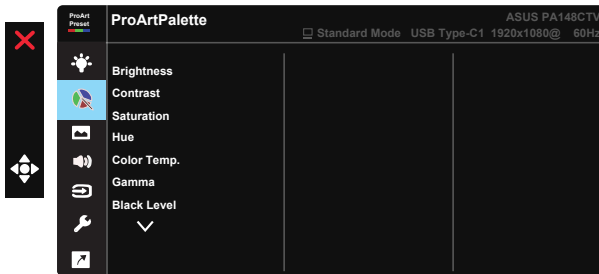 ProArt
Preset
ProArtPalette
ASUS PA148CTV
Standard Mode USB Type-C1 1920x1080@ 60Hz
Brightness
Contrast
Saturation
Hue
Color Temp.
Gamma
Black Level